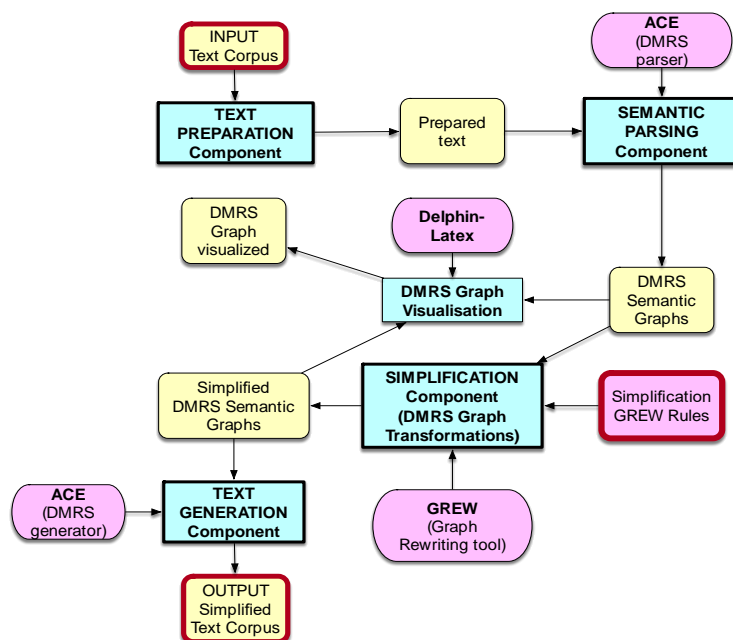 INPUT
Text Corpus
ACE
(DMRS
parser)
TEXT
PREPARATION
Component
Prepared
text
SEMANTIC
PARSING
Component
DMRS
Graph
visualized
Delphin-
Latex
DMRS Graph
Visualisation
DMRS
Semantic
Graphs
Simplified
DMRS Semantic
Graphs
SIMPLIFICATION
Component
(DMRS Graph
Transformations)
Simplification
GREW Rules
ACE
(DMRS
generator)
TEXT
GENERATION
Component
GREW
(Graph
Rewriting tool)
OUTPUT
Simplified
Text Corpus